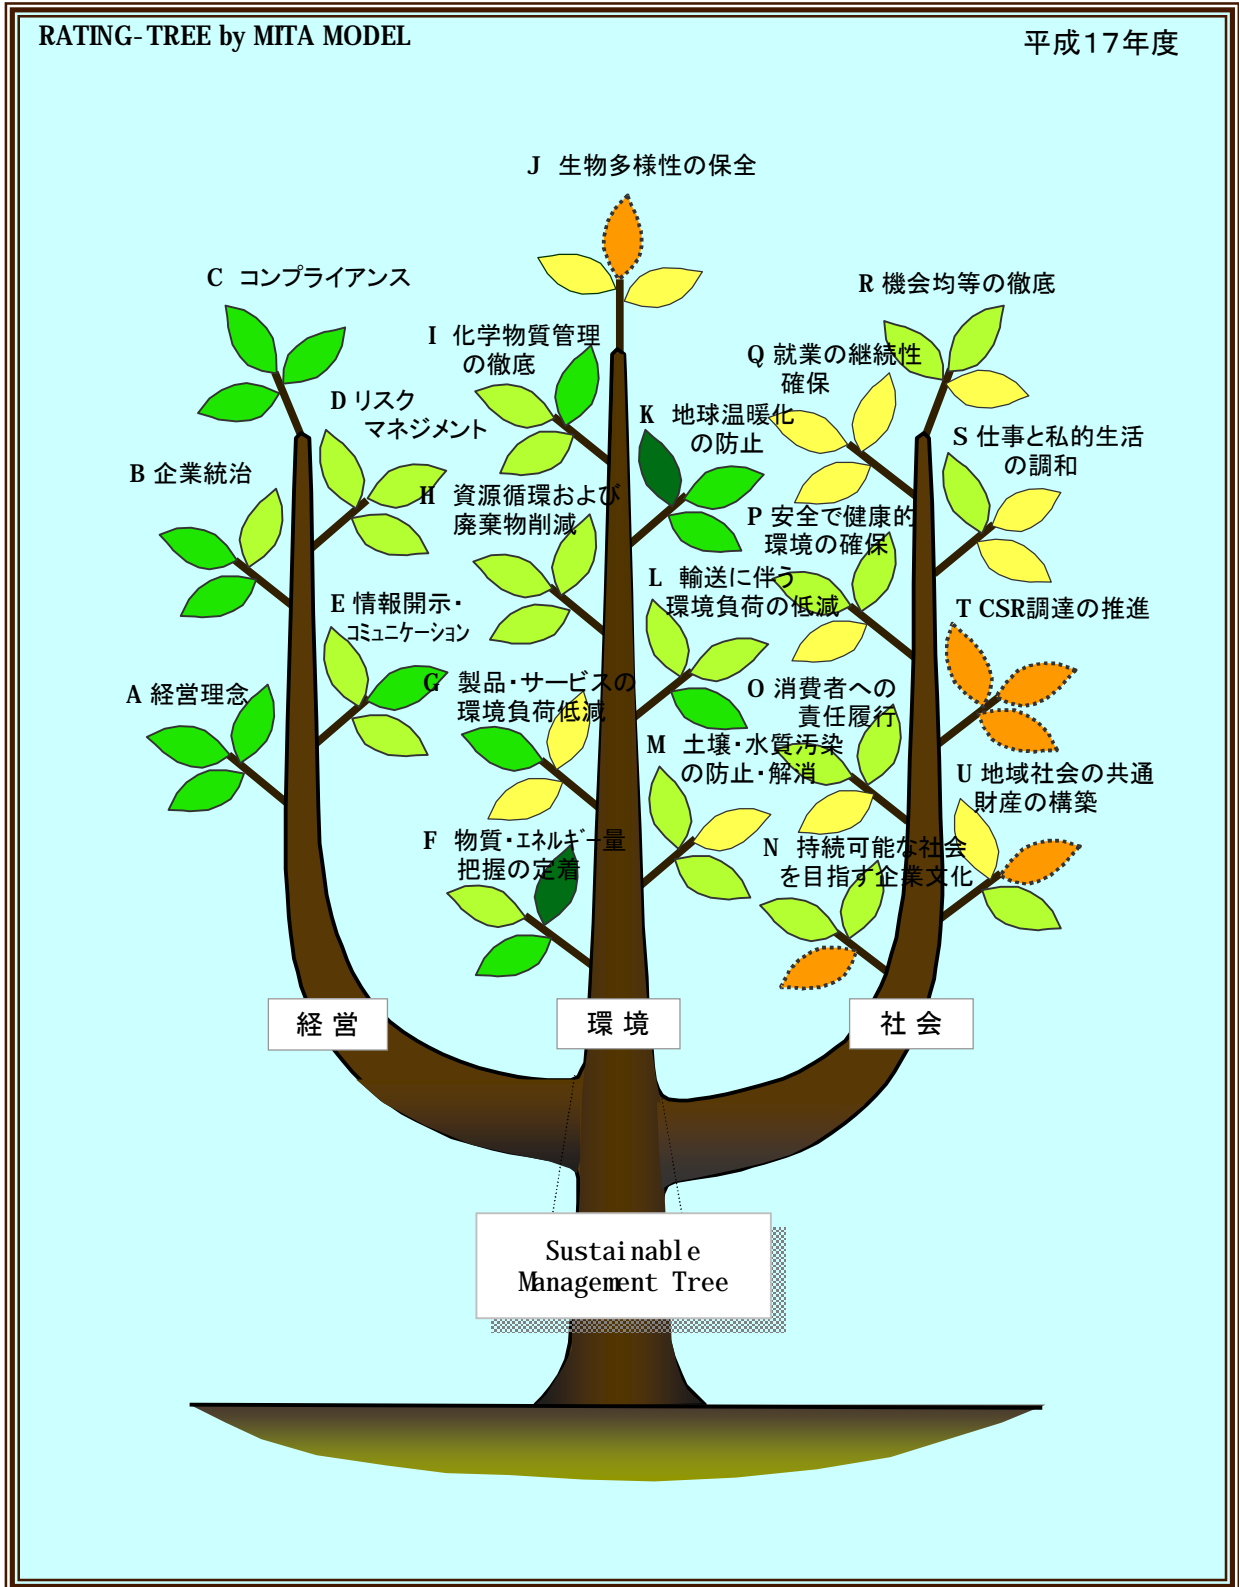 RATING-TREE by MITA MODEL
平成17年度
J 生物多様性の保全
C コンプライアンス
R 機会均等の徹底
I 化学物質管理
の徹底
Q 就業の継続性
確保
D リスク
マネジメント
K 地球温暖化
の防止
S 仕事と私的生活
の調和
B 企業統治
H 資源循環および
廃棄物削減
P 安全で健康的
環境の確保
L 輸送に伴う
環境負荷の低減
E 情報開示・
コミュニケーション
T CSR調達の推進
A 経営理念
G 製品・サービスの
環境負荷低減
O 消費者への
責任履行
M 土壌・水質汚染
の防止・解消
U 地域社会の共通
財産の構築
F 物質・エネルギー量
把握の定着
N 持続可能な社会
を目指す企業文化
経営
環境
社会
Sustainable
Management Tree